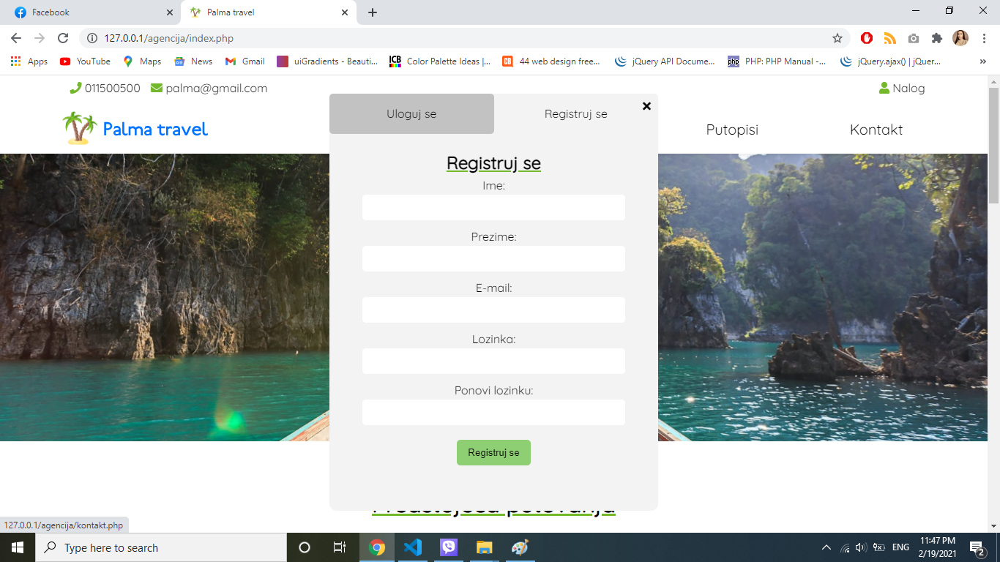 Facebook
Palma travel
127.0.0.1/agencija/index.php
Apps YouTube Maps News Gmail uiGradients - Beauti... ICB Color Palette Ideas |... CB 44 web design free... jQuery API Docume... php PHP: PHP Manual -... jQuery.ajax() | jQuer... »
011500500 palma@gmail.com
Nalog
Palma travel
Putopisi Kontakt
Uloguj se Registruj se
Registruj se
Ime:
Prezime:
E-mail:
Lozinka:
Ponovi lozinku:
Registruj se
127.0.0.1/agencija/kontakt.php
Type here to search
ENG
11:47 PM
2/19/2021
2